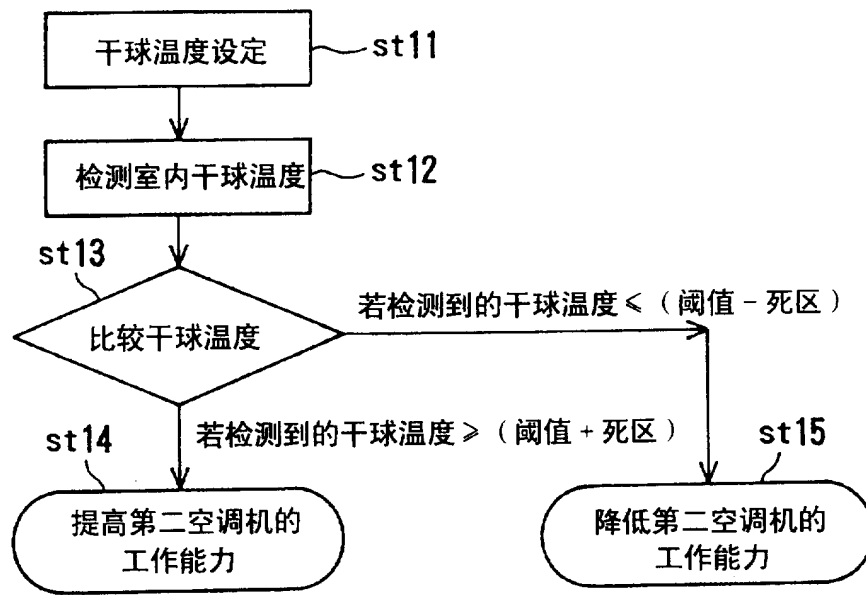 干球温度设定
st11
检测室内干球温度
st12
st13
比较干球温度
若检测到的干球温度≤（阈值－死区）
若检测到的干球温度≥（阈值＋死区）
st14
提高第二空调机的
工作能力
st15
降低第二空调机的
工作能力